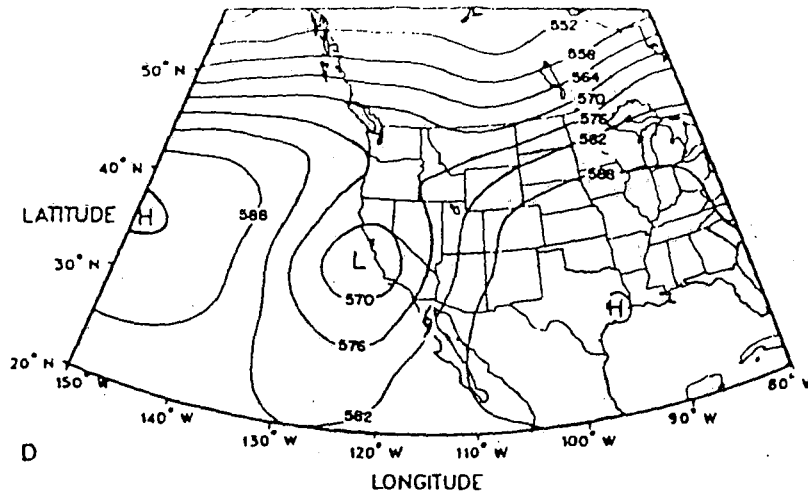 552
558
50° N
564
570
576
582
40° N
588
LATITUDE H
588
30° N
L
570
H
576
20° N
150° W
80° W
582
140° W
90° W
130° W
120° W
110° W
100° W
D
LONGITUDE